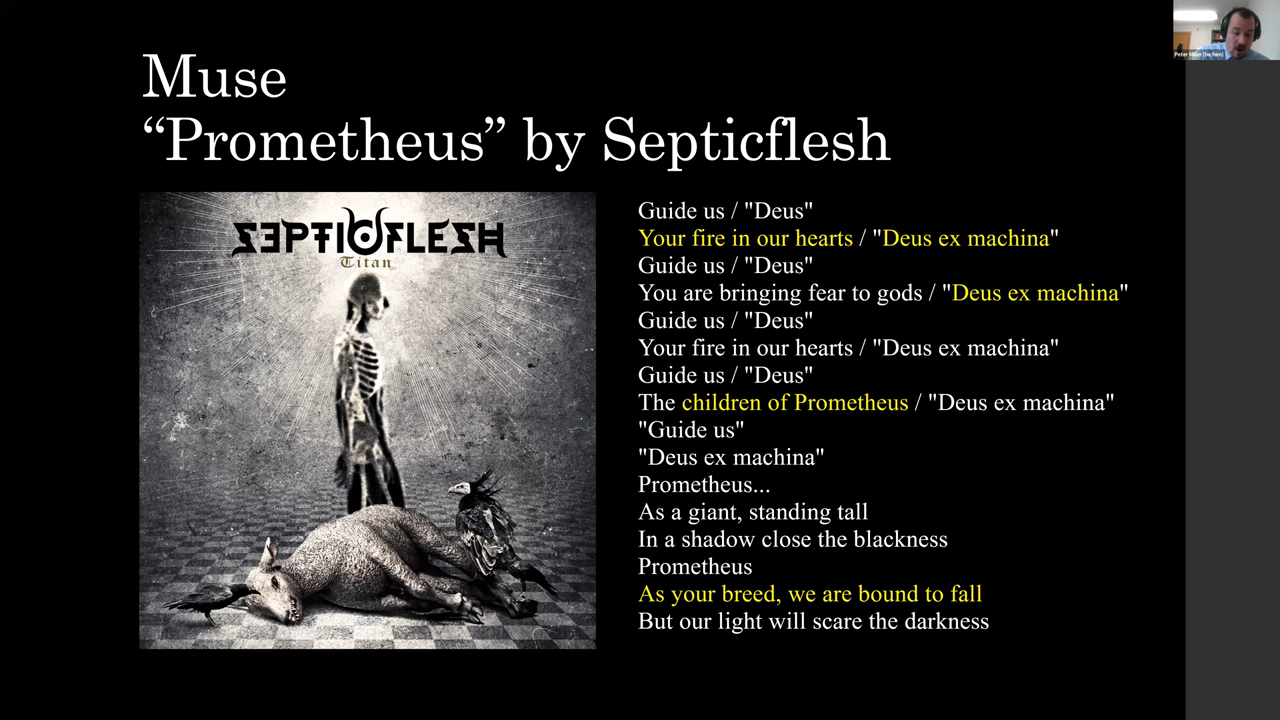 Muse
“Prometheus” by Septicflesh
SEPTICFLESH
Titan
Guide us / "Deus"
Your fire in our hearts / "Deus ex machina"
Guide us / "Deus"
You are bringing fear to gods / "Deus ex machina"
Guide us / "Deus"
Your fire in our hearts / "Deus ex machina"
Guide us / "Deus"
The children of Prometheus / "Deus ex machina"
"Guide us"
"Deus ex machina"
Prometheus...
As a giant, standing tall
In a shadow close the blackness
Prometheus
As your breed, we are bound to fall
But our light will scare the darkness
Peter Miller (he/him)